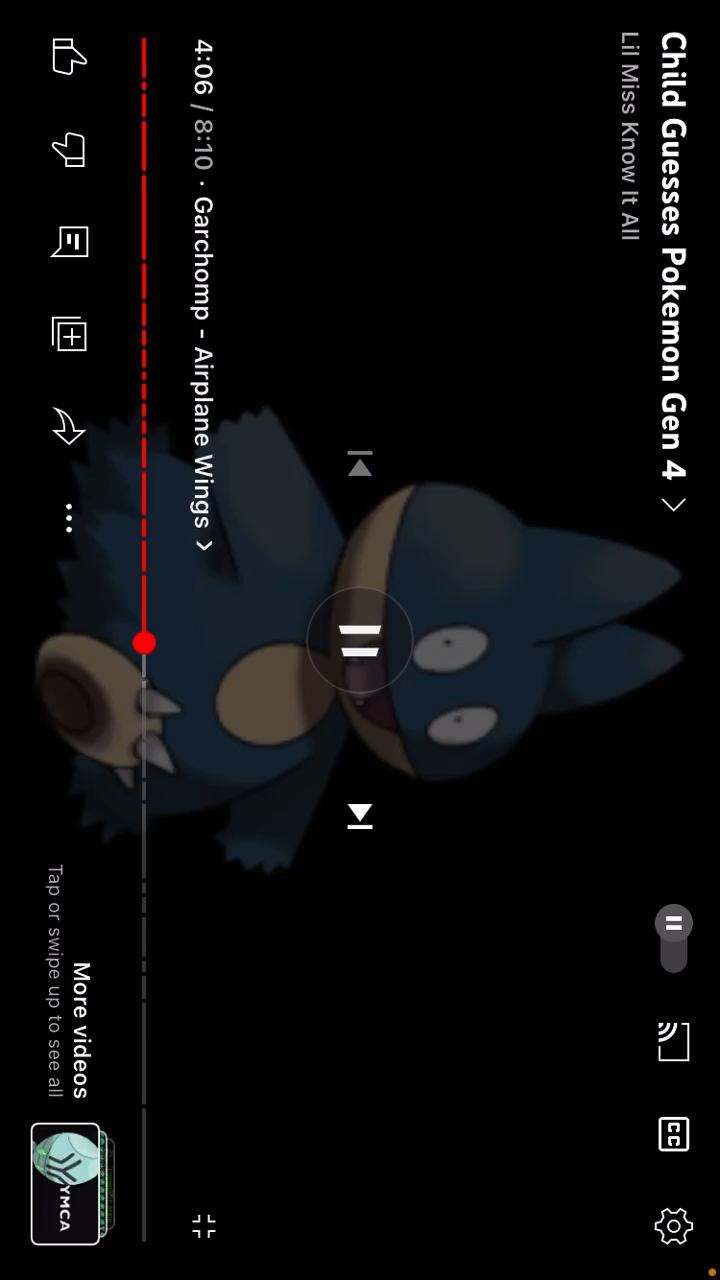 Child Guesses Pokemon Gen 4
Lil Miss Know It All
CC
4:06 / 8:10 · Garchomp - Airplane Wings
More videos
Tap or swipe up to see all
YMCA